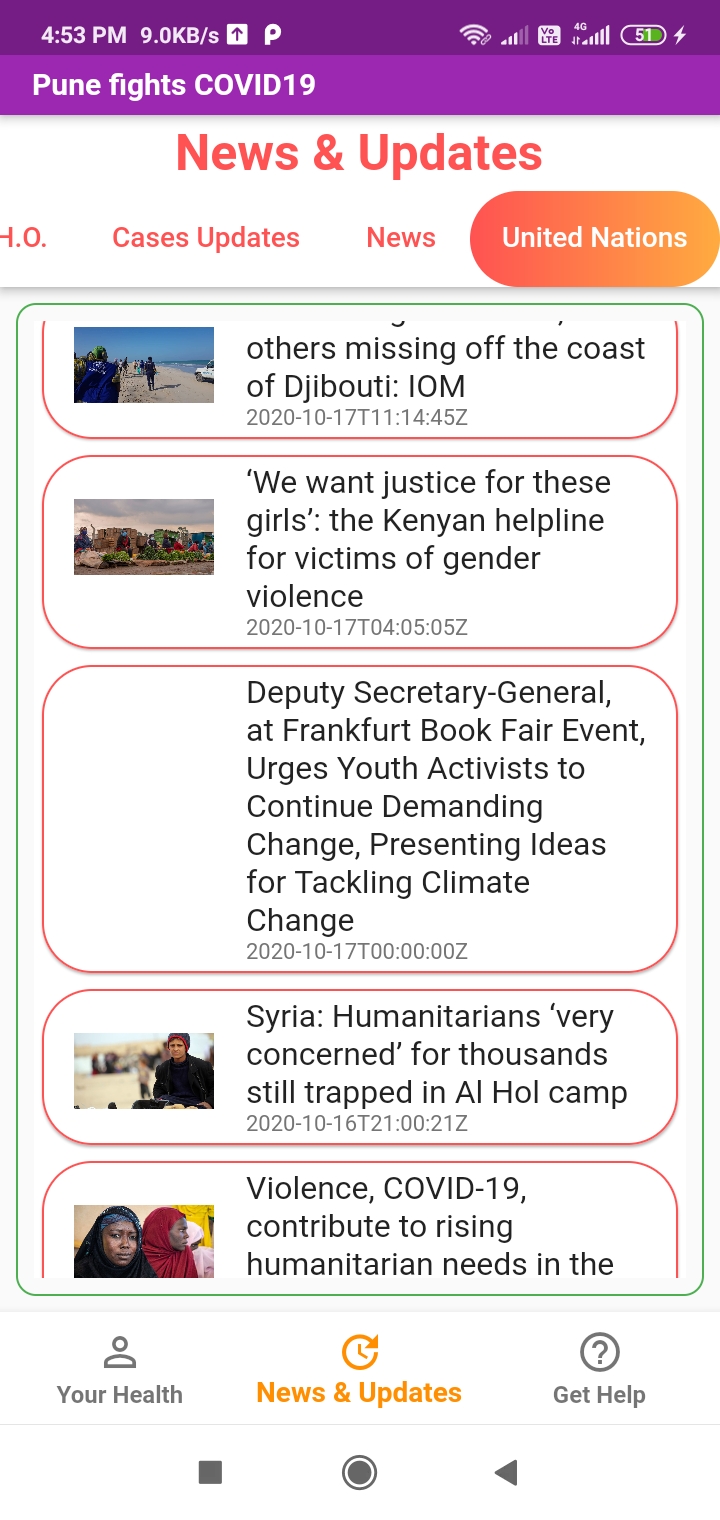 4:53 PM 9.0KB/s
Vo LTE 4G 51
Pune fights COVID19
News & Updates
H.O. Cases Updates News United Nations
others missing off the coast
of Djibouti: IOM
2020-10-17T11:14:45Z
‘We want justice for these
girls’: the Kenyan helpline
for victims of gender
violence
2020-10-17T04:05:05Z
Deputy Secretary-General,
at Frankfurt Book Fair Event,
Urges Youth Activists to
Continue Demanding
Change, Presenting Ideas
for Tackling Climate
Change
2020-10-17T00:00:00Z
Syria: Humanitarians ‘very
concerned’ for thousands
still trapped in Al Hol camp
2020-10-16T21:00:21Z
Violence, COVID-19,
contribute to rising
humanitarian needs in the
Your Health News & Updates Get Help